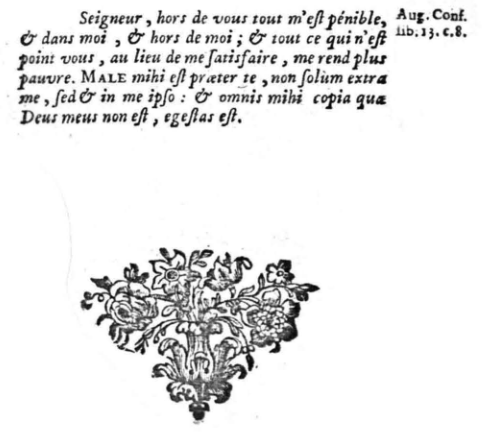 Seigneur, hors de vous tout m'eſt pénible,
& dans moi, & hors de moi; & tout ce qui n'eſt
point vous, au lieu de me ſatisfaire, me rend plus
pauvre. MALE mihi eſt præter te, non ſolùm extra
me, ſed & in me ipſo: & omnis mihi copia quæ
Deus meus non eſt, egeſtas eſt.
Aug. Conf.
lib. 13. c. 8.